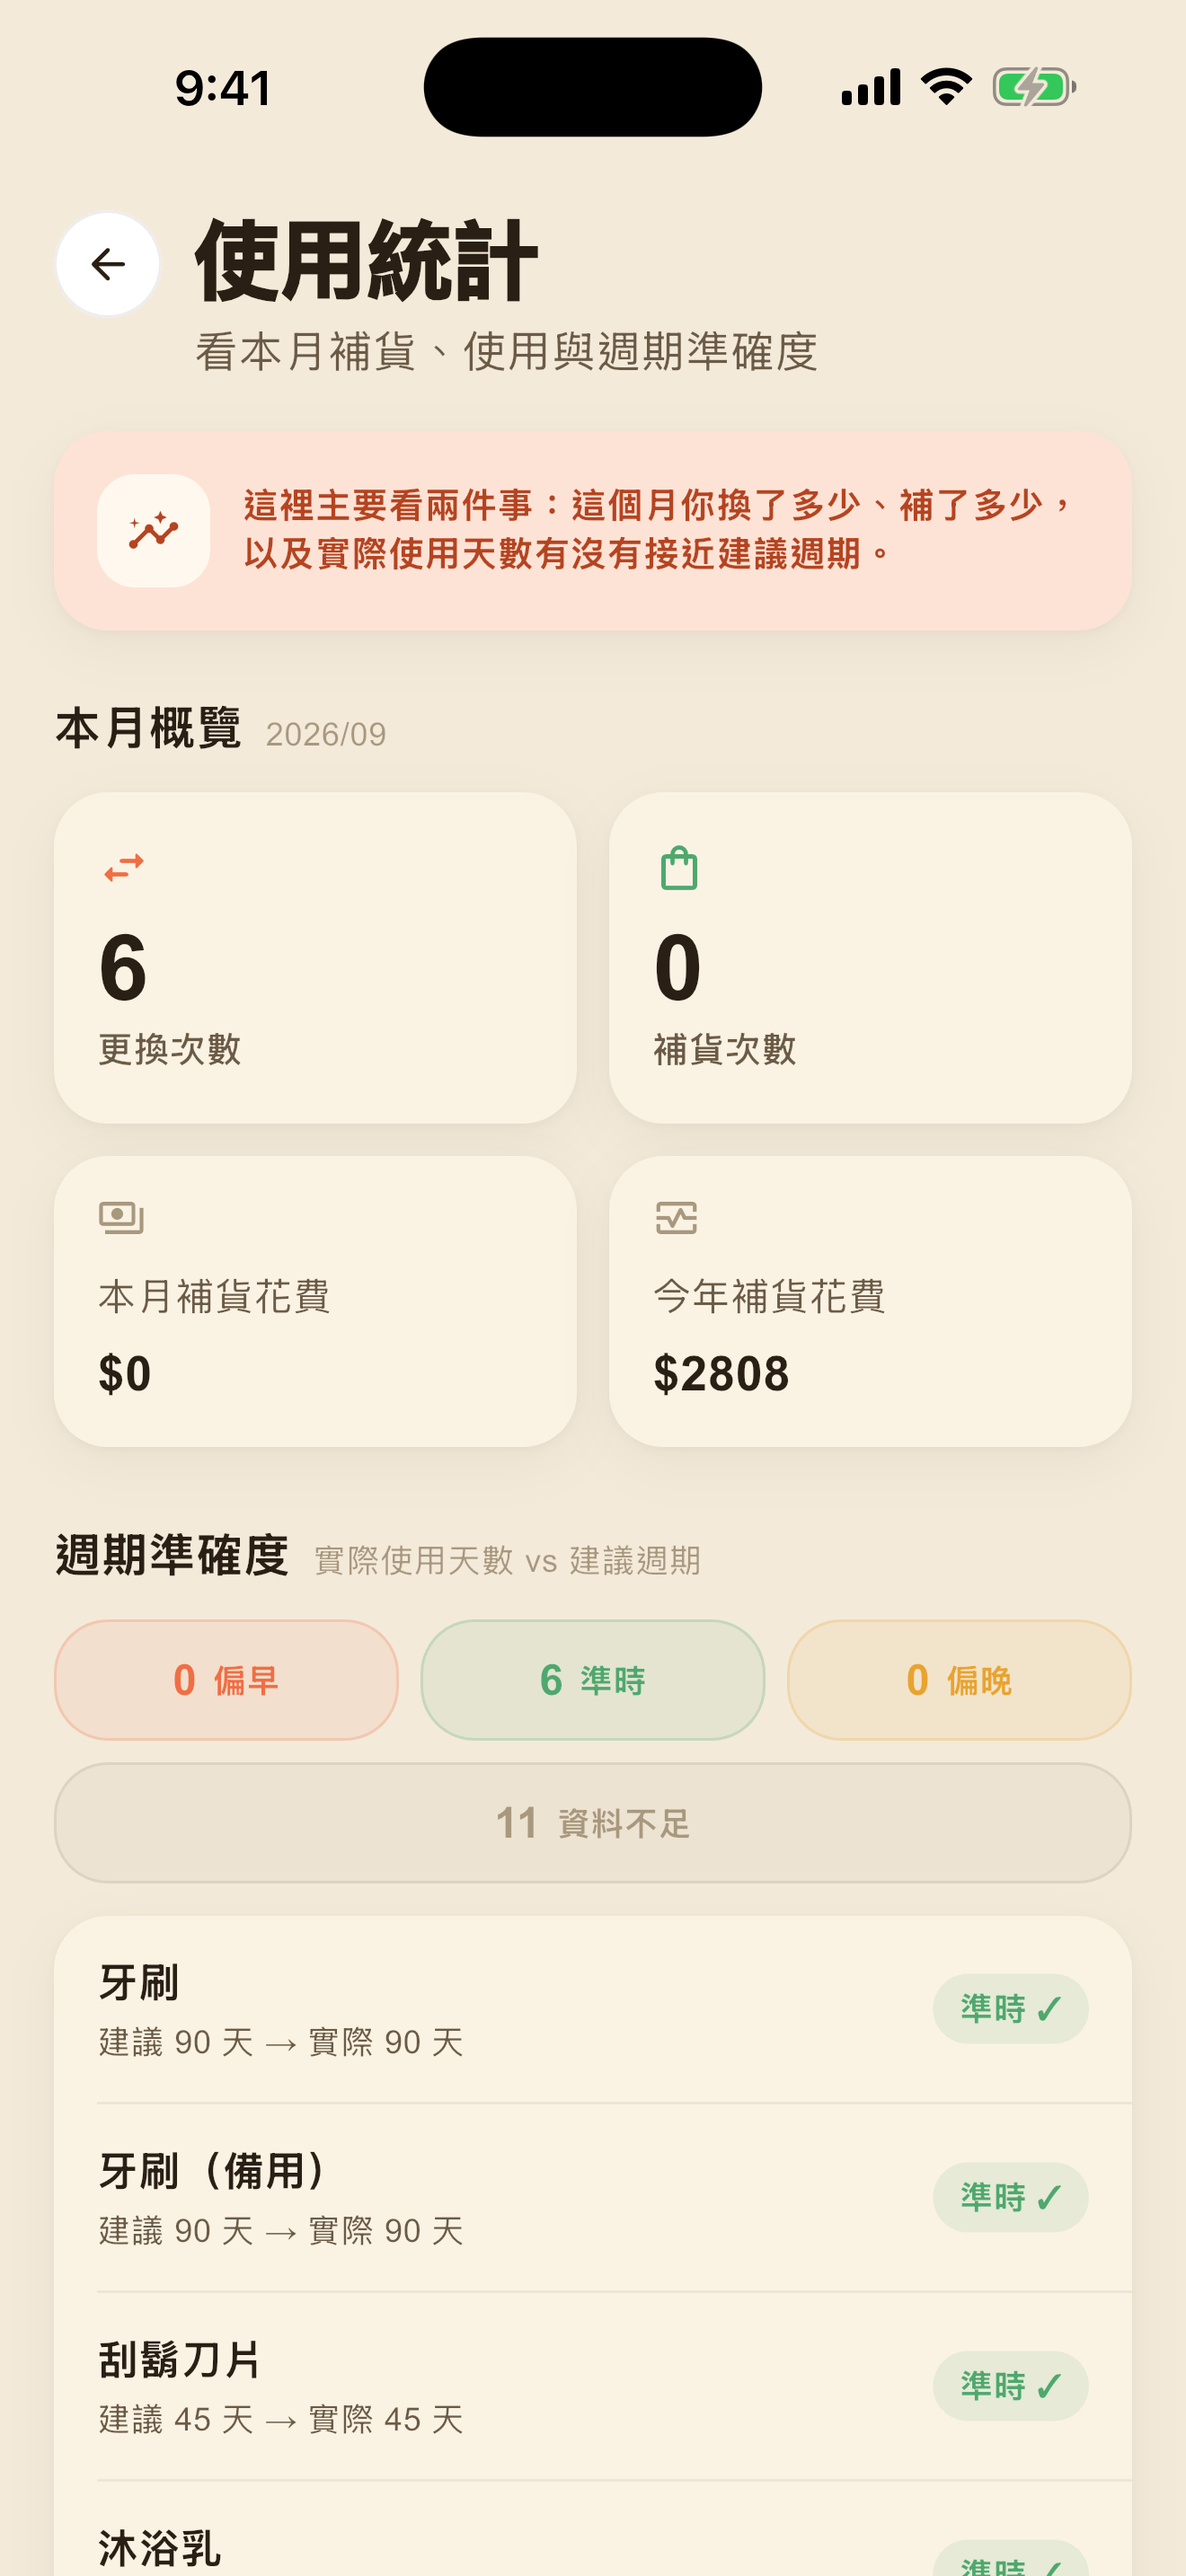 9:41
使用統計
看本月補貨、使用與週期準確度
這裡主要看兩件事：這個月你換了多少、補了多少，
以及實際使用天數有沒有接近建議週期。
本月概覽 2026/09
6
更換次數
0
補貨次數
本月補貨花費
$0
今年補貨花費
$2808
週期準確度 實際使用天數 vs 建議週期
0 偏早
6 準時
0 偏晚
11 資料不足
牙刷
建議 90 天 → 實際 90 天
準時 ✓
牙刷（備用）
建議 90 天 → 實際 90 天
準時 ✓
刮鬍刀片
建議 45 天 → 實際 45 天
準時 ✓
沐浴乳
準時 ✓